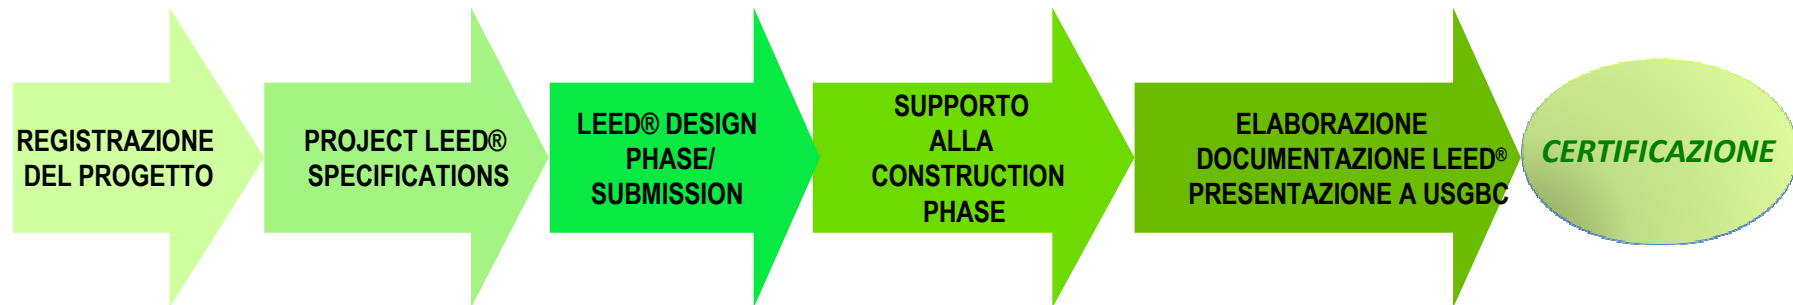 REGISTRAZIONE
DEL PROGETTO
PROJECT LEED®
SPECIFICATIONS
LEED® DESIGN
PHASE/
SUBMISSION
SUPPORTO
ALLA
CONSTRUCTION
PHASE
ELABORAZIONE
DOCUMENTAZIONE LEED®
PRESENTAZIONE A USGBC
CERTIFICAZIONE